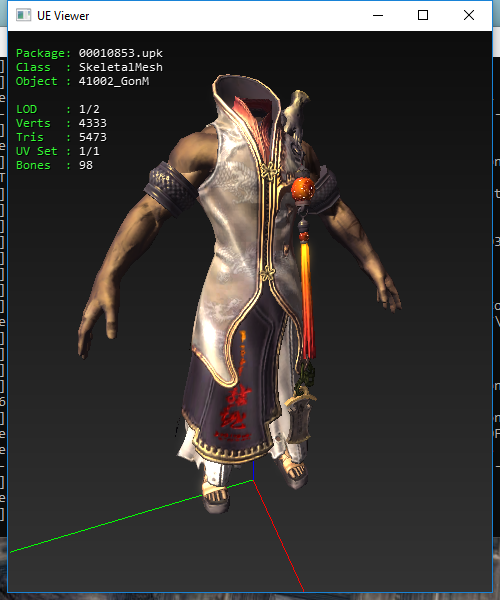 UE Viewer
Package: 00010853.upk
Class : SkeletalMesh
Object : 41002_GonM
LOD : 1/2
Verts : 4333
Tris : 5473
UV Set : 1/1
Bones : 98